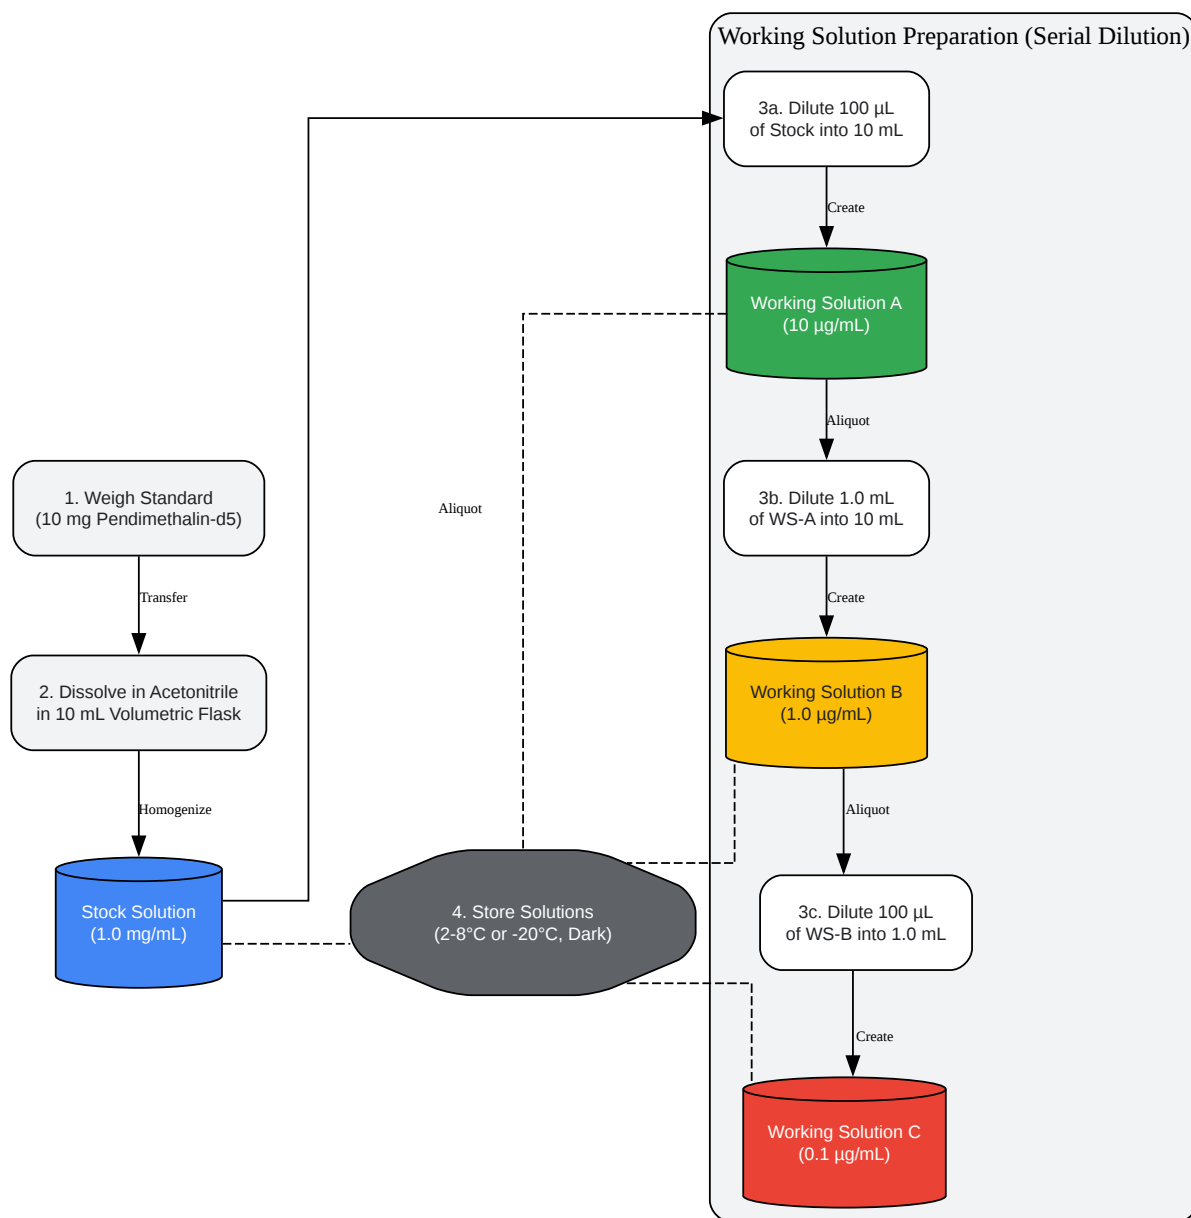 Working Solution Preparation (Serial Dilution)
3a. Dilute 100 µL
of Stock into 10 mL
Create
Working Solution A
(10 µg/mL)
Aliquot
3b. Dilute 1.0 mL
of WS-A into 10 mL
Create
Working Solution B
(1.0 µg/mL)
Aliquot
3c. Dilute 100 µL
of WS-B into 1.0 mL
Create
Working Solution C
(0.1 µg/mL)
1. Weigh Standard
(10 mg Pendimethalin-d5)
Transfer
2. Dissolve in Acetonitrile
in 10 mL Volumetric Flask
Homogenize
Stock Solution
(1.0 mg/mL)
Aliquot
4. Store Solutions
(2-8°C or -20°C, Dark)